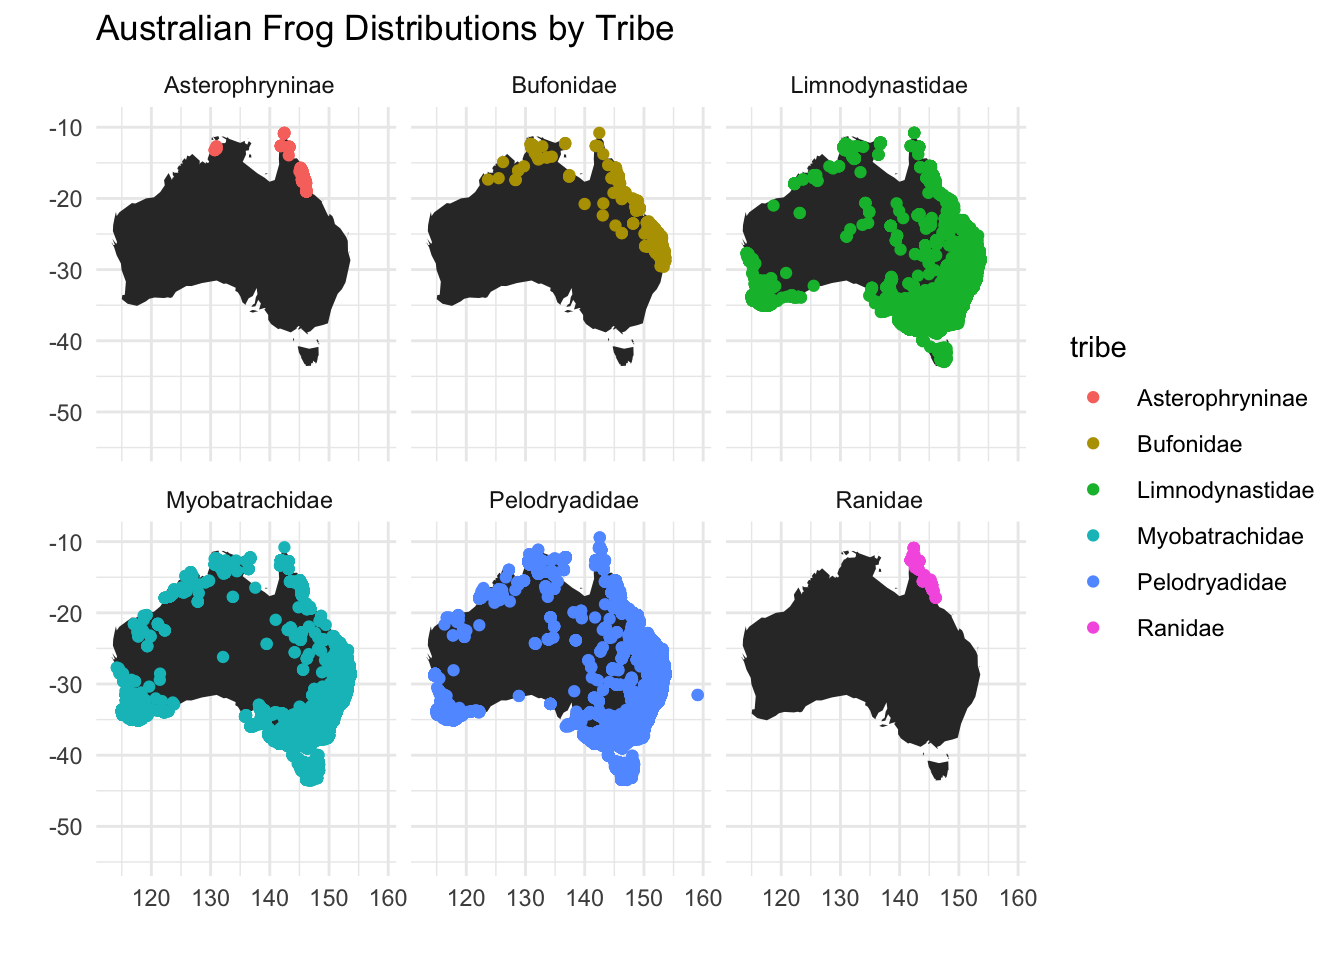 Australian Frog Distributions by Tribe
Asterophryninae Bufonidae Limnodynastidae
-10
-20
-30
-40
-50
Myobatrachidae Pelodryadidae Ranidae
-10
-20
-30
-40
-50
120 130 140 150 160 120 130 140 150 160 120 130 140 150 160
tribe
Asterophryninae
Bufonidae
Limnodynastidae
Myobatrachidae
Pelodryadidae
Ranidae